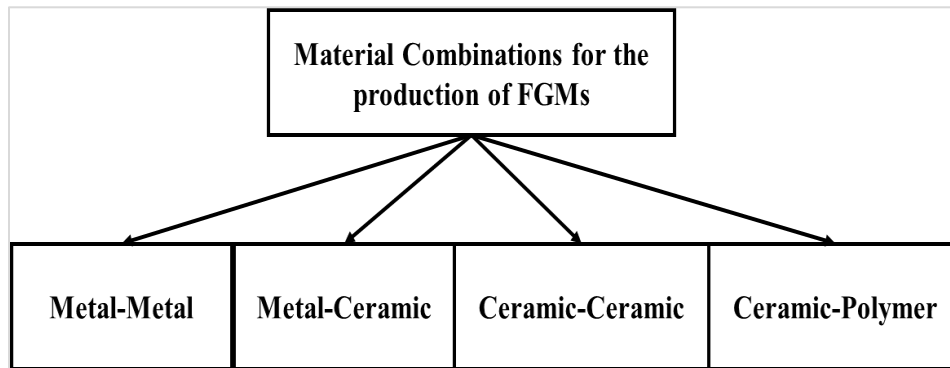 Material Combinations for the
production of FGMs
Metal-Metal
Metal-Ceramic
Ceramic-Ceramic
Ceramic-Polymer